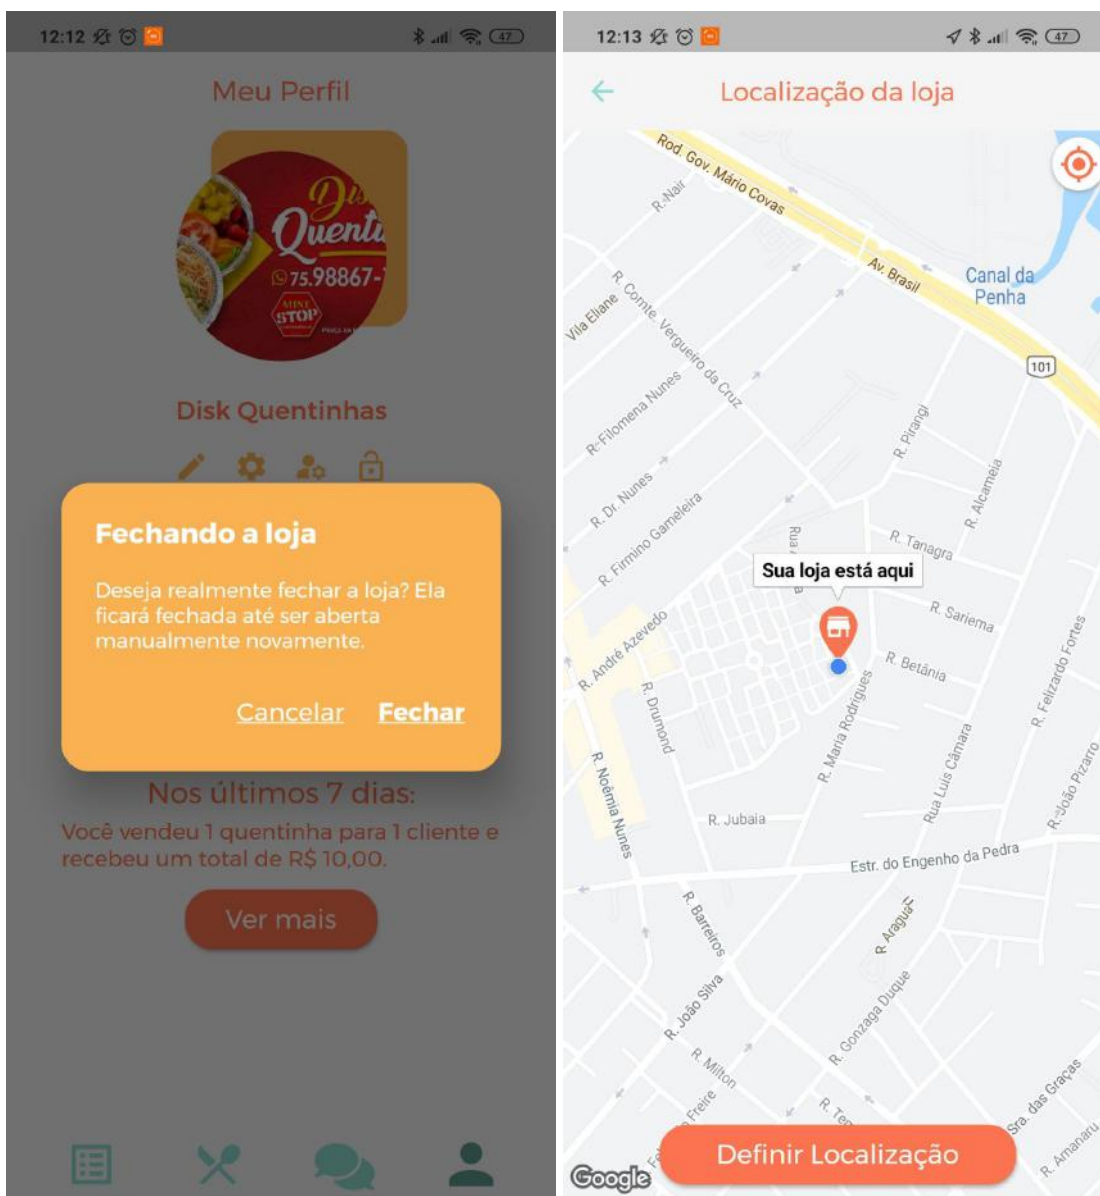 12:12
47
Meu Perfil
Quenti
75.98867-
MINI
STOP
Disk Quentinhas
Fechando a loja
Deseja realmente fechar a loja? Ela
ficará fechada até ser aberta
manualmente novamente.
Cancelar Fechar
Nos últimos 7 dias:
Você vendeu 1 quentinha para 1 cliente e
recebeu um total de R$ 10,00.
Ver mais
12:13
47
Localização da loja
Rod. Gov. Mário Covas
R. Nair
Av. Brasil
Canal da
Penha
R. Comte. Vergueiro da Cruz
Vila Eliane
101
R. Filomena Nunes
R. Pirangi
R. Alcameia
R. Dr. Nunes
R. Firmino Gameleira
Rua
R. Tanagra
Sua loja está aqui
R. Sariema
R. André Azevedo
R. Betânia
R. Felizardo Fortes
R. Drumond
R. Maria Rodrigues
Rua Luis Câmara
R. João Pizarro
R. Noêmia Nunes
R. Jubaia
Estr. do Engenho da Pedra
R. Barreiros
R. João Silva
R. Gonzaga Duque
R. Milton
Freire
Sra. das Graças
R. Amanaru
Definir Localização
Google